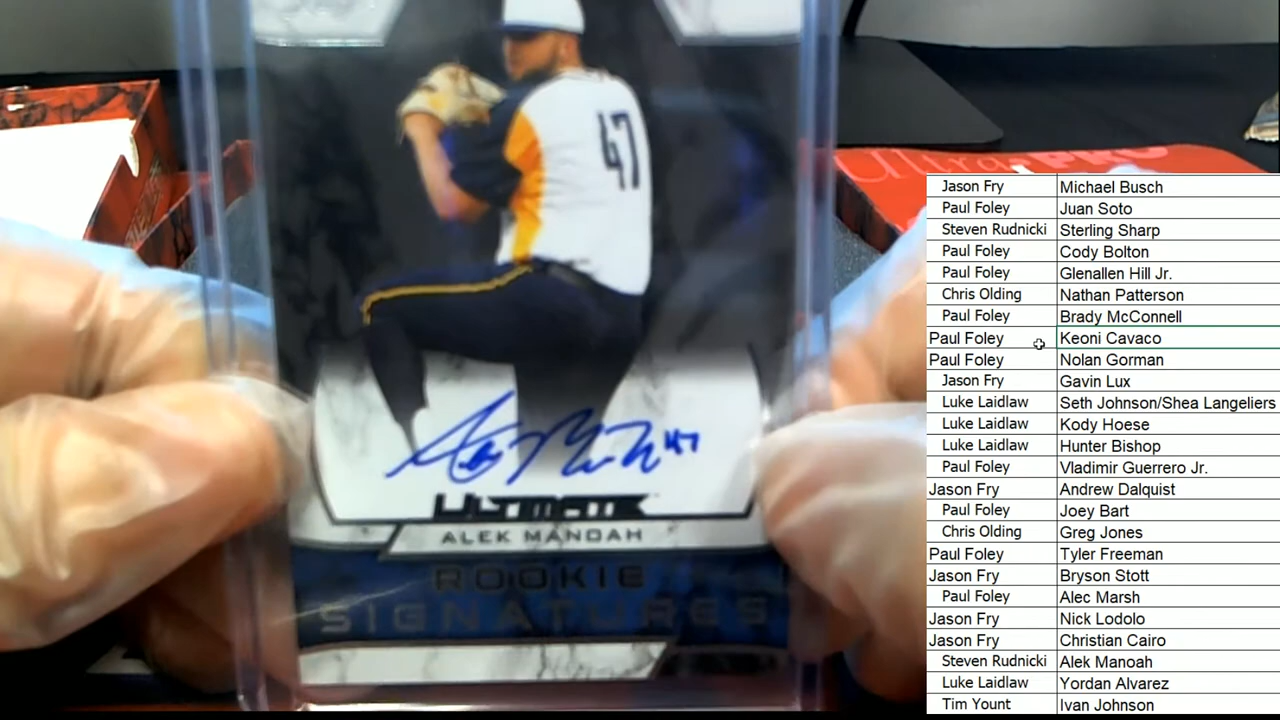 47
ULTIMATE
ALEK MANOAH
ROOKIE
SIGNATURES
Ultra PRO
Jason Fry Michael Busch
Paul Foley Juan Soto
Steven Rudnicki Sterling Sharp
Paul Foley Cody Bolton
Paul Foley Glenallen Hill Jr.
Chris Olding Nathan Patterson
Paul Foley Brady McConnell
Paul Foley Keoni Cavaco
Paul Foley Nolan Gorman
Jason Fry Gavin Lux
Luke Laidlaw Seth Johnson/Shea Langeliers
Luke Laidlaw Kody Hoese
Luke Laidlaw Hunter Bishop
Paul Foley Vladimir Guerrero Jr.
Jason Fry Andrew Dalquist
Paul Foley Joey Bart
Chris Olding Greg Jones
Paul Foley Tyler Freeman
Jason Fry Bryson Stott
Paul Foley Alec Marsh
Jason Fry Nick Lodolo
Jason Fry Christian Cairo
Steven Rudnicki Alek Manoah
Luke Laidlaw Yordan Alvarez
Tim Yount Ivan Johnson